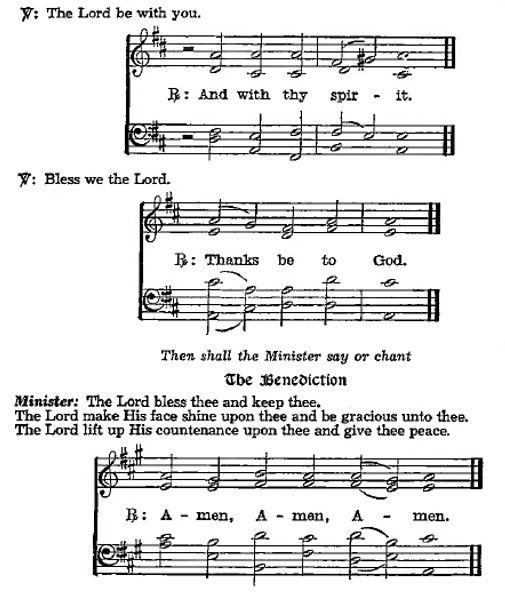 ℣: The Lord be with you.
℟: And with thy spir - it.
℣: Bless we the Lord.
℟: Thanks be to God.
Then shall the Minister say or chant
The Benediction
Minister: The Lord bless thee and keep thee.
The Lord make His face shine upon thee and be gracious unto thee.
The Lord lift up His countenance upon thee and give thee peace.
℟: A - men, A - men, A - men.